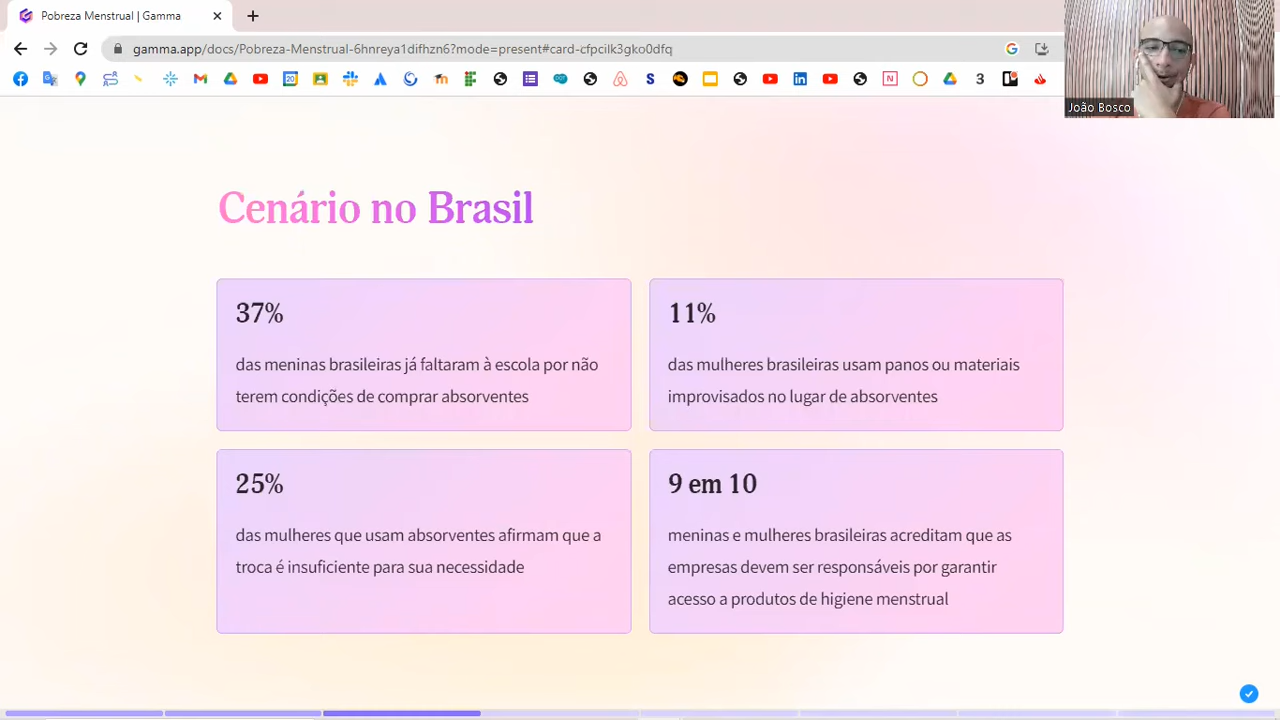 Pobreza Menstrual | Gamma
gamma.app/docs/Pobreza-Menstrual-6hnreya1difhzn6?mode=present#card-cfpcilk3gko0dfq
João Bosco
Cenário no Brasil
37%
das meninas brasileiras já faltaram à escola por não
terem condições de comprar absorventes
11%
das mulheres brasileiras usam panos ou materiais
improvisados no lugar de absorventes
25%
das mulheres que usam absorventes afirmam que a
troca é insuficiente para sua necessidade
9 em 10
meninas e mulheres brasileiras acreditam que as
empresas devem ser responsáveis por garantir
acesso a produtos de higiene menstrual